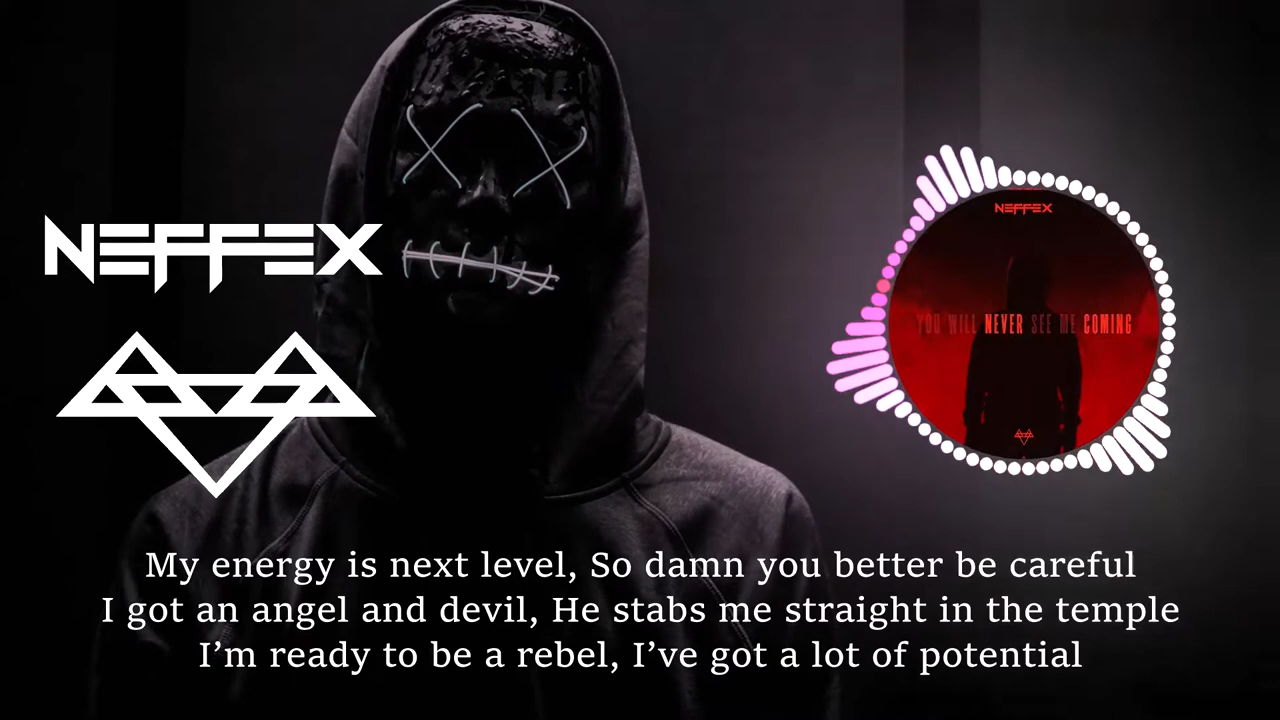 NEFFEX
NEFFEX
YOU WILL NEVER SEE ME COMING
My energy is next level, So damn you better be careful
I got an angel and devil, He stabs me straight in the temple
I’m ready to be a rebel, I’ve got a lot of potential